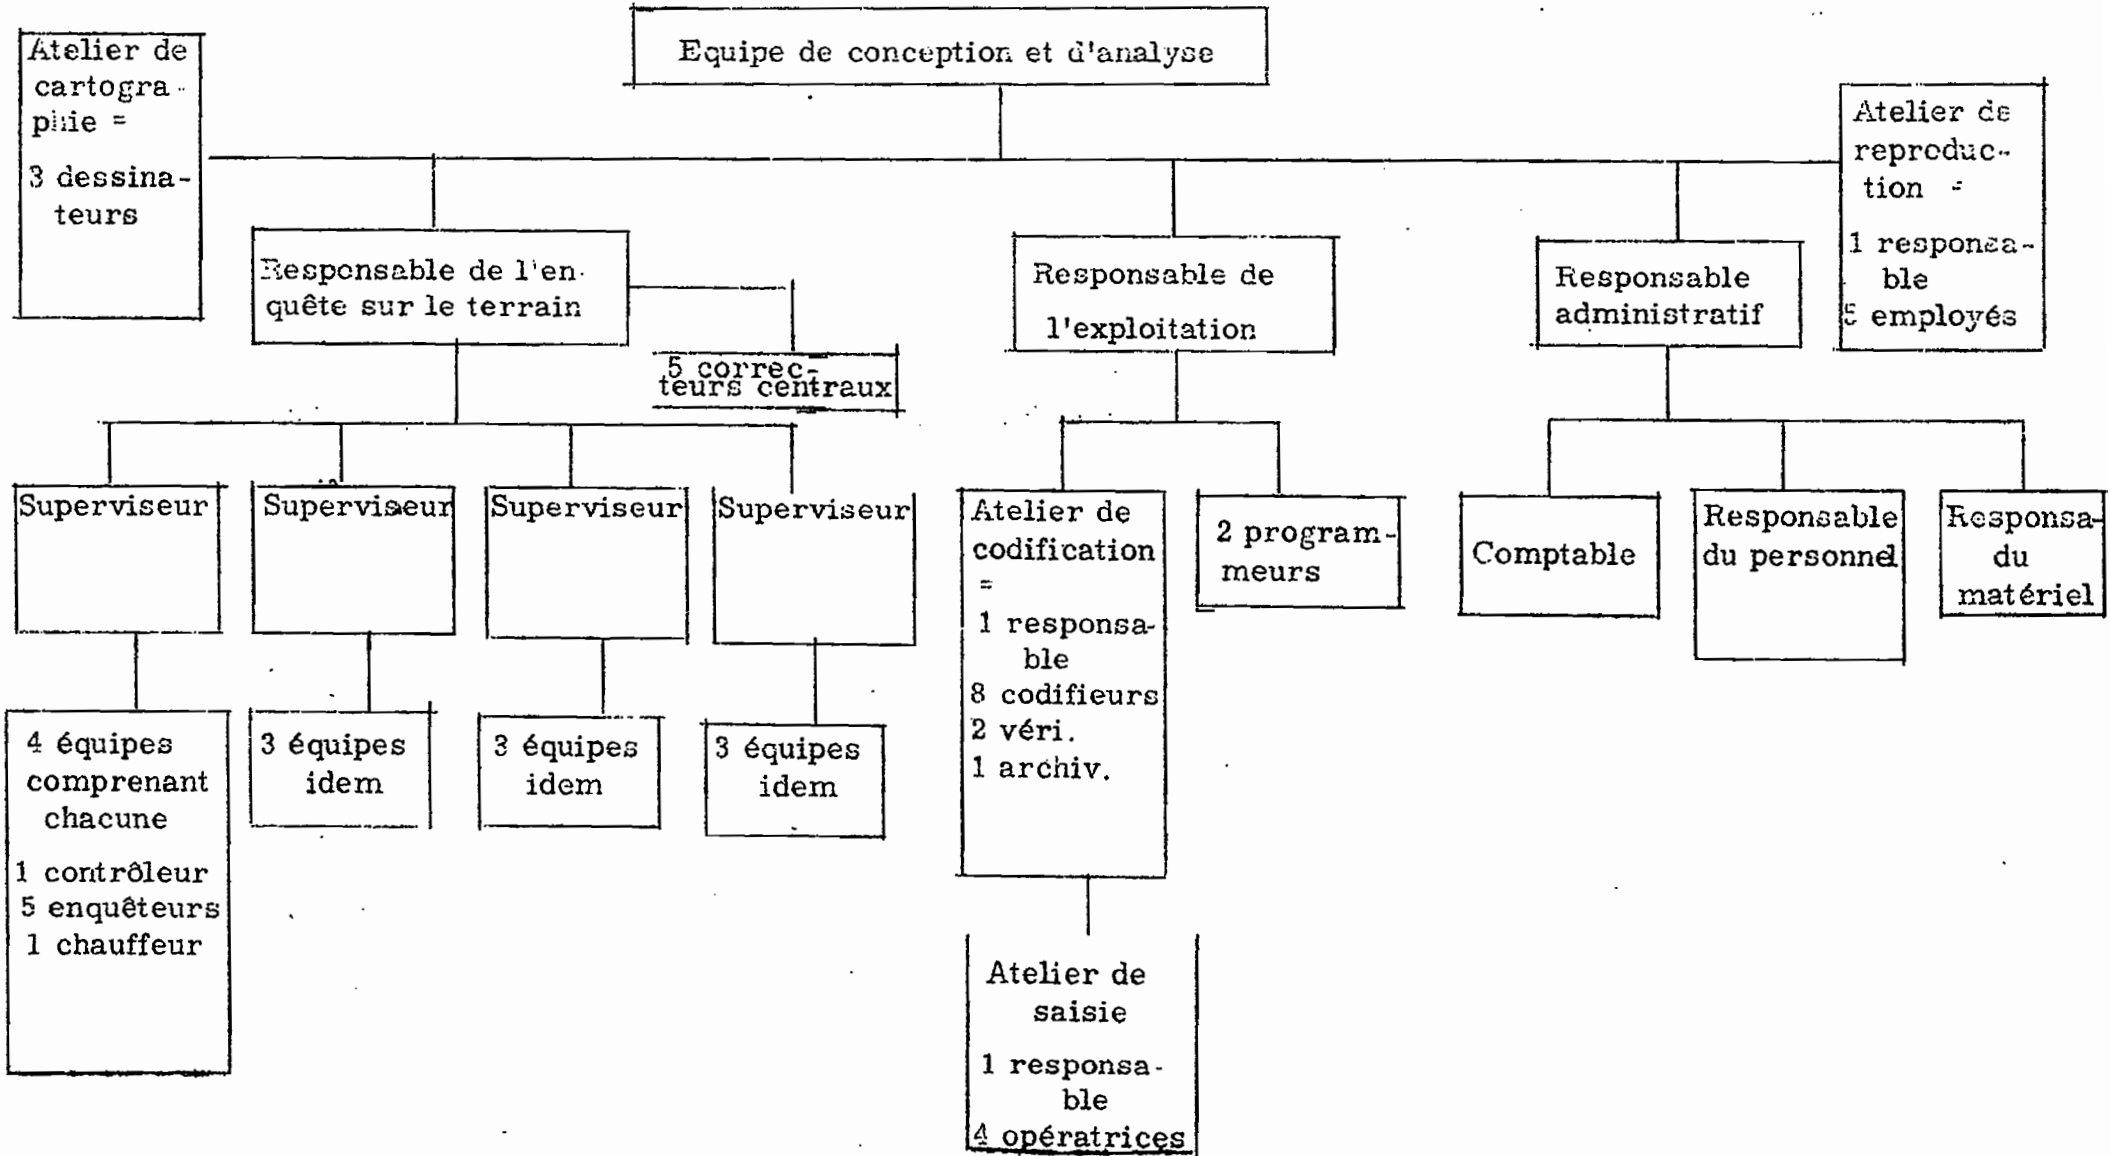 Equipe de conception et d'analyse
Atelier de
cartogra-
phie =
3 dessina-
teurs
Atelier de
reproduc-
tion =
1 responsa-
ble
5 employés
Responsable de l'en-
quête sur le terrain
5 correc-
teurs centraux
Responsable de
l'exploitation
Responsable
administratif
Superviseur
Superviseur
Superviseur
Superviseur
4 équipes
comprenant
chacune
1 contrôleur
5 enquêteurs
1 chauffeur
3 équipes
idem
3 équipes
idem
3 équipes
idem
Atelier de
codification
=
1 responsa-
ble
8 codifieurs
2 véri.
1 archiv.
2 program-
meurs
Atelier de
saisie
1 responsa-
ble
4 opératrices
Comptable
Responsable
du personnel
Responsa-
du
matériel